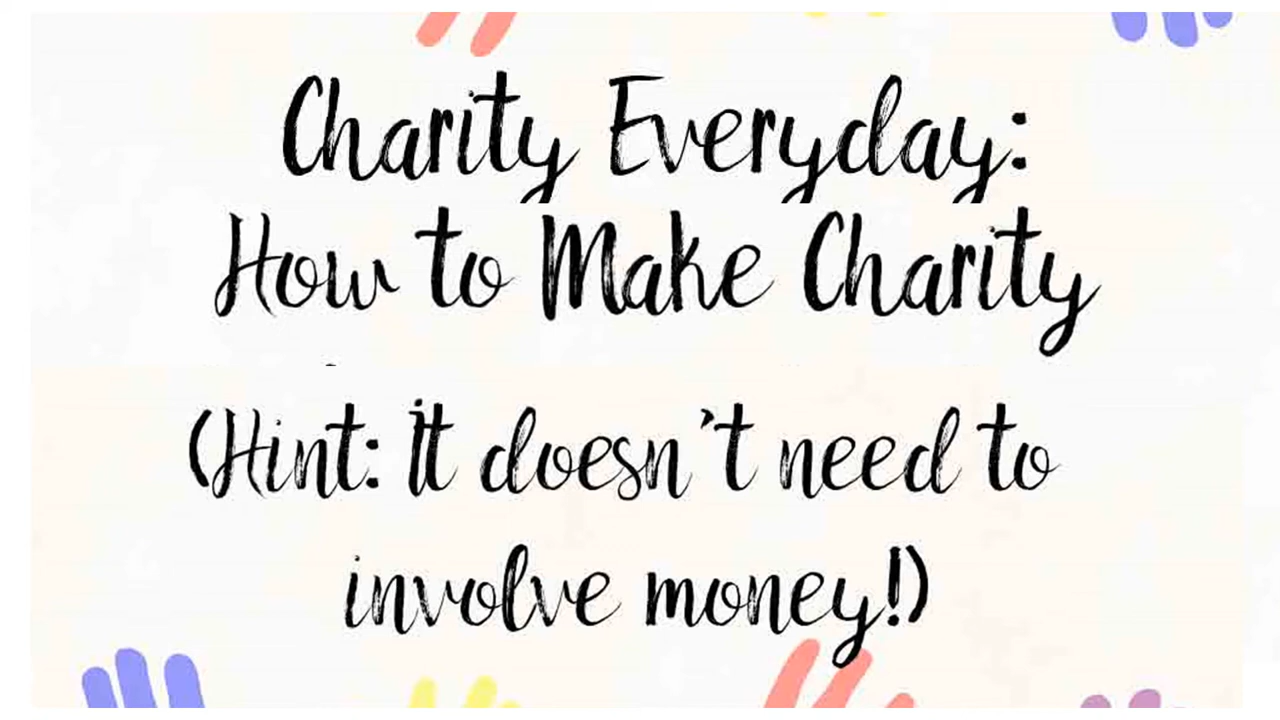 Charity Everyday:
How to Make Charity
(Hint: It doesn't need to
involve money!)